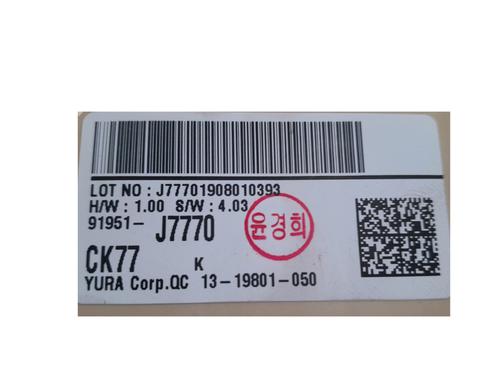 LOT NO : J77701908010393
H/W : 1.00 S/W : 4.03
91951- J7770
윤경희
CK77 K
YURA Corp.QC 13-19801-050